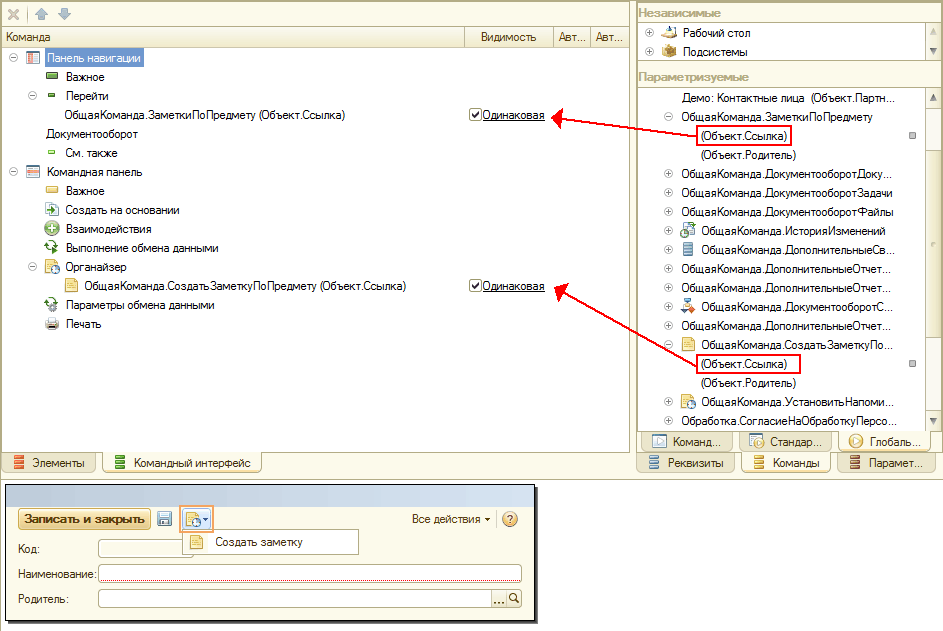 Команда
Видимость
Авт...
Авт...
Панель навигации
Важное
Перейти
ОбщаяКоманда.ЗаметкиПоПредмету (Объект.Ссылка)
Одинаковая
Документооборот
См. также
Командная панель
Важное
Создать на основании
Взаимодействия
Выполнение обмена данными
Органайзер
ОбщаяКоманда.СоздатьЗаметкуПоПредмету (Объект.Ссылка)
Одинаковая
Параметры обмена данными
Печать
Элементы
Командный интерфейс
Независимые
Рабочий стол
Подсистемы
Параметризуемые
Демо: Контактные лица (Объект.Партн...
ОбщаяКоманда.ЗаметкиПоПредмету
(Объект.Ссылка)
(Объект.Родитель)
ОбщаяКоманда.ДокументооборотДоку...
ОбщаяКоманда.ДокументооборотЗадачи
ОбщаяКоманда.ДокументооборотФайлы
ОбщаяКоманда.ИсторияИзменений
ОбщаяКоманда.ДополнительныеСв...
ОбщаяКоманда.ДополнительныеОтчет...
ОбщаяКоманда.ДополнительныеОтчет...
ОбщаяКоманда.ДокументооборотС...
ОбщаяКоманда.ДополнительныеОтчет...
ОбщаяКоманда.СоздатьЗаметкуПо...
(Объект.Ссылка)
(Объект.Родитель)
ОбщаяКоманда.УстановитьНапоми...
Обработка.СогласиеНаОбработкуПерсо...
Команд...
Стандар...
Глобаль...
Реквизиты
Команды
Парамет...
Записать и закрыть
Все действия
Создать заметку
Код:
Наименование:
Родитель: